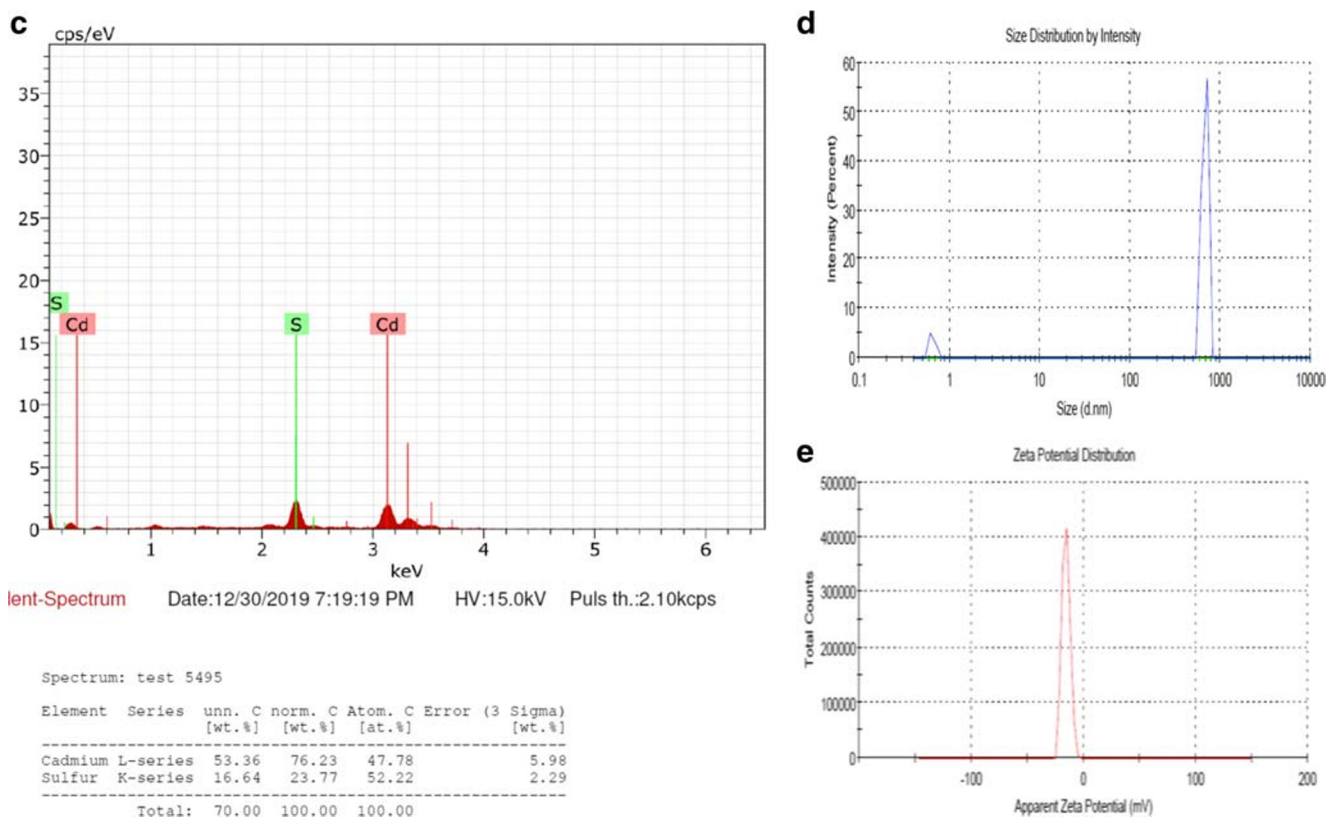 c
cps/eV
35
30
25
20
15
10
5
0
S
Cd
S
Cd
1 2 3 4 5 6
keV
lent-Spectrum Date:12/30/2019 7:19:19 PM HV:15.0kV Puls th.:2.10kcps
Spectrum: test 5495
Element Series unn. C norm. C Atom. C Error (3 Sigma)
[wt.%] [wt.%] [at.%] [wt.%]
Cadmium L-series 53.36 76.23 47.78 5.98
Sulfur K-series 16.64 23.77 52.22 2.29
Total: 70.00 100.00 100.00
d
Size Distribution by Intensity
Intensity (Percent)
60
50
40
30
20
10
0
0.1 1 10 100 1000 10000
Size (d.nm)
e
Zeta Potential Distribution
Total Counts
500000
400000
300000
200000
100000
0
-100 0 100 200
Apparent Zeta Potential (mV)